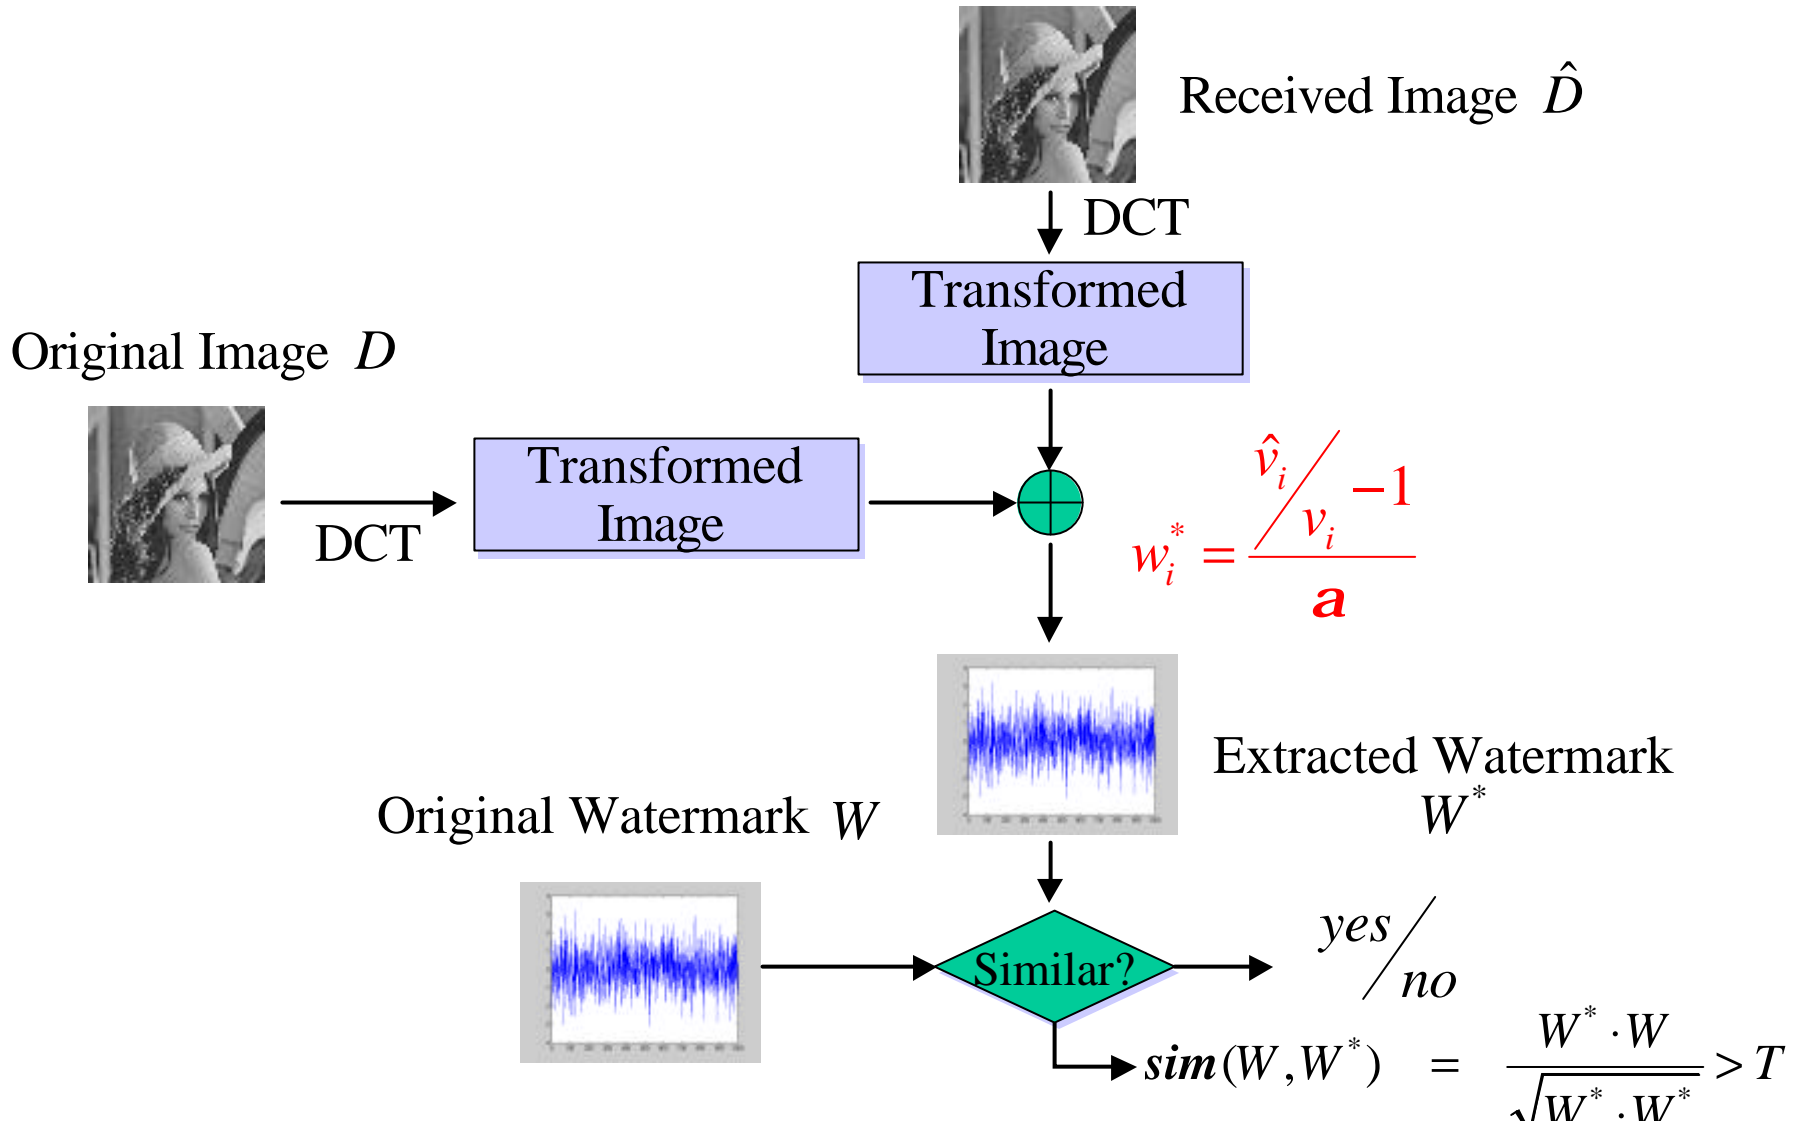 Received Image D̂
DCT
Transformed
Image
Original Image D
DCT
Transformed
Image
w*ᵢ = (v̂ᵢ/vᵢ −1)/a
Extracted Watermark
W*
Original Watermark W
Similar?
yes/no
sim(W,W*) = W*·W/√(W*·W*) > T